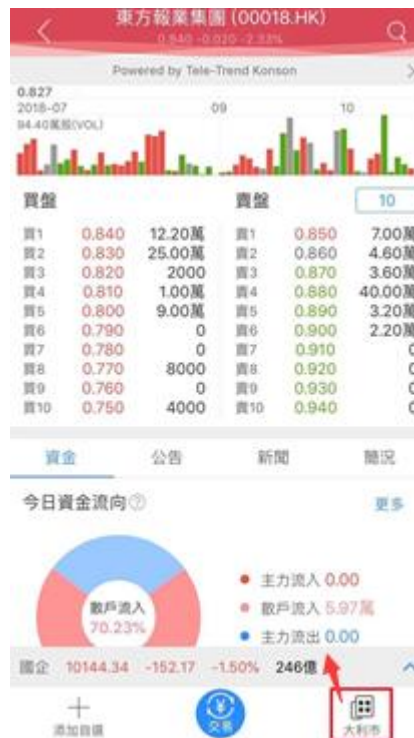 東方報業集團 (00018.HK)
0.840 -0.020 -2.33%
Powered by Tele-Trend Konson
0.827
2018-07 09 10
94.40萬股(VOL)
買盤 賣盤 10
買1 0.840 12.20萬 賣1 0.850 7.00萬
買2 0.830 25.00萬 賣2 0.860 4.60萬
買3 0.820 2000 賣3 0.870 3.60萬
買4 0.810 1.00萬 賣4 0.880 40.00萬
買5 0.800 9.00萬 賣5 0.890 3.20萬
買6 0.790 0 賣6 0.900 2.20萬
買7 0.780 0 賣7 0.910 0
買8 0.770 8000 賣8 0.920 0
買9 0.760 0 賣9 0.930 0
買10 0.750 4000 賣10 0.940 0
資金 公告 新聞 簡況
今日資金流向 更多
散戶流入
70.23%
主力流入 0.00
散戶流入 5.97萬
主力流出 0.00
國企 10144.34 -152.17 -1.50% 246億
添加自選 交易 大利市